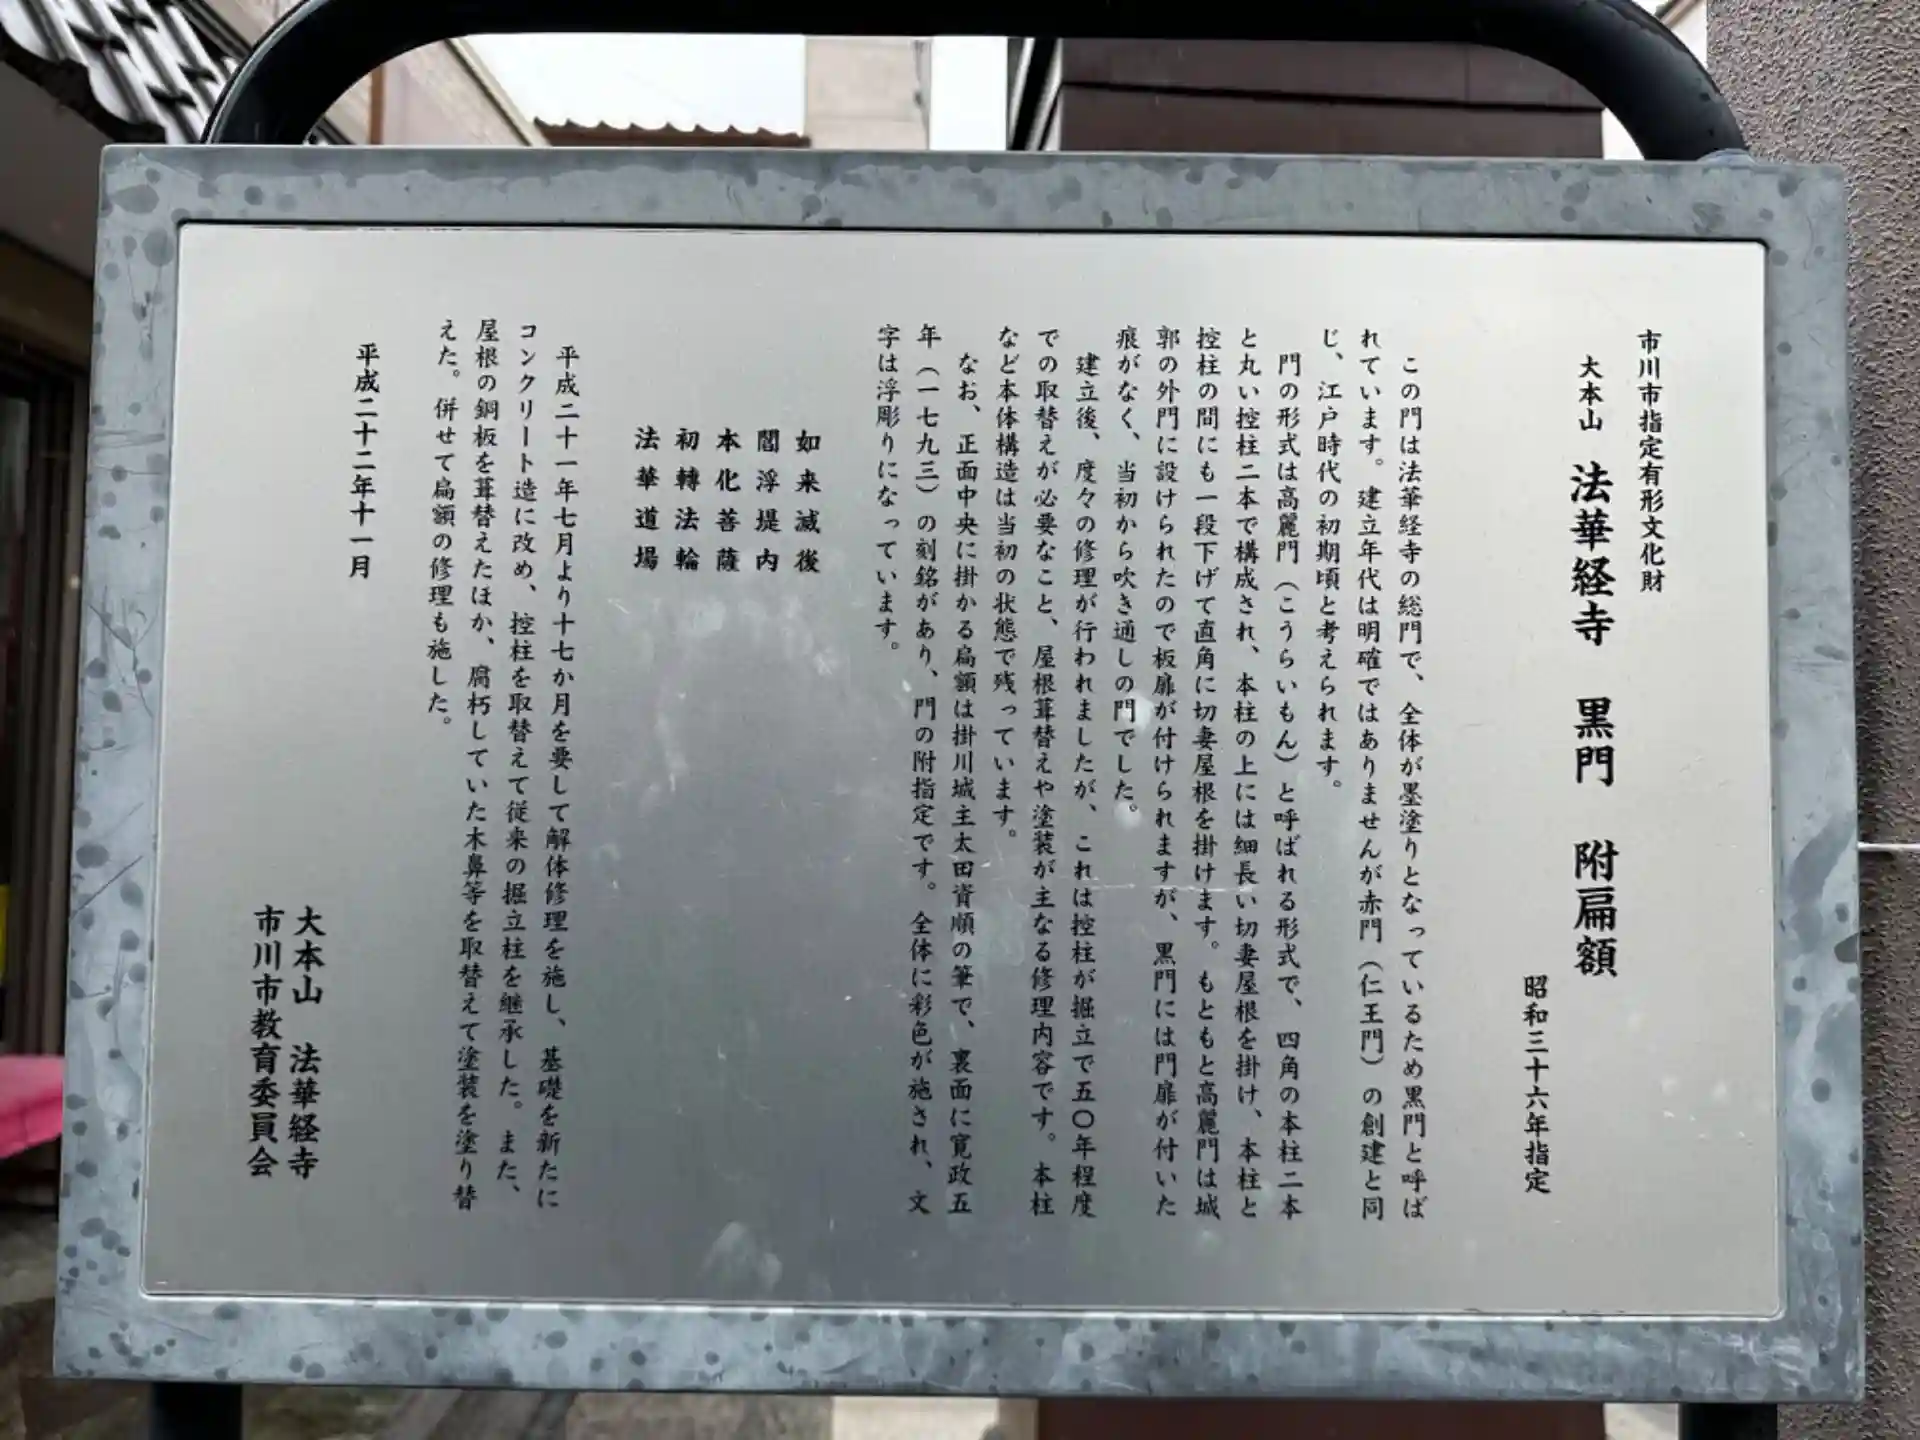 市川市指定有形文化財
大本山 法華経寺 黒門 附扁額
昭和三十六年指定
この門は法華経寺の総門で、全体が墨塗りとなっているため黒門と呼ば
れています。建立年代は明確ではありませんが赤門（仁王門）の創建と同
じ、江戸時代の初期頃と考えられます。
門の形式は高麗門（こうらいもん）と呼ばれる形式で、四角の本柱二本
と丸い控柱二本で構成され、本柱の上には細長い切妻屋根を掛け、本柱と
控柱の間にも一段下げて直角に切妻屋根を掛けます。もともと高麗門は城
郭の外門に設けられたので板扉が付けられますが、黒門には門扉が付いた
痕がなく、当初から吹き通しの門でした。
建立後、度々の修理が行われましたが、これは控柱が掘立で五〇年程度
での取替えが必要なこと、屋根葺替えや塗装が主なる修理内容です。本柱
など本体構造は当初の状態で残っています。
なお、正面中央に掛かる扁額は掛川城主太田資順の筆で、裏面に寛政五
年（一七九三）の刻銘があり、門の附指定です。全体に彩色が施され、文
字は浮彫りになっています。
如来滅後
閻浮堤内
本化菩薩
初轉法輪
法華道場
平成二十一年七月より十七か月を要して解体修理を施し、基礎を新たに
コンクリート造に改め、控柱を取替えて従来の掘立柱を継承した。また、
屋根の銅板を葺替えたほか、腐朽していた木鼻等を取替えて塗装を塗り替
えた。併せて扁額の修理も施した。
平成二十二年十一月
大本山 法華経寺
市川市教育委員会